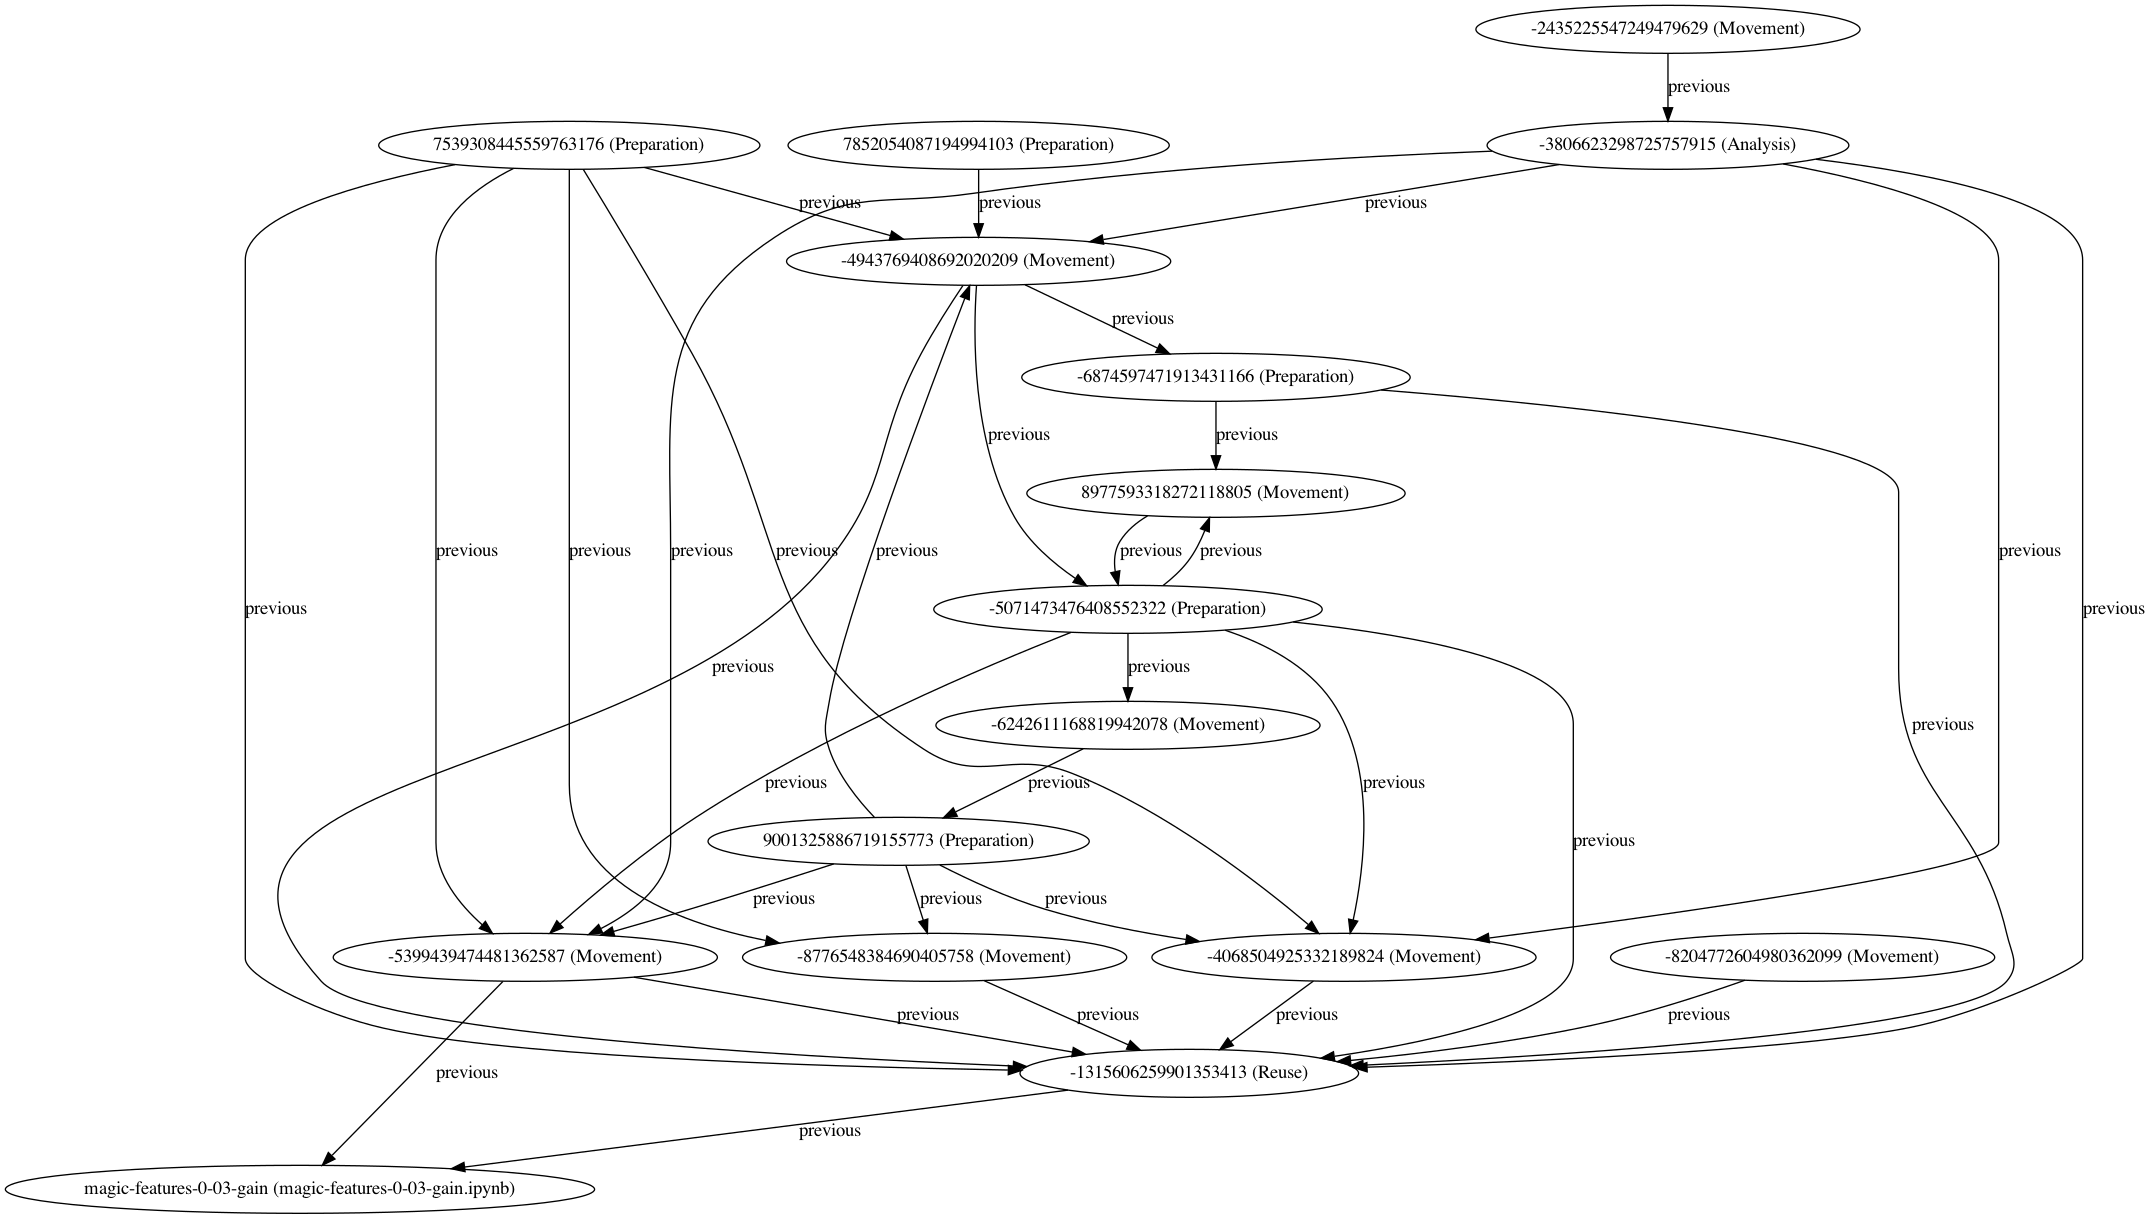 -2435225547249479629 (Movement)
previous
7539308445559763176 (Preparation)
7852054087194994103 (Preparation)
-3806623298725757915 (Analysis)
previous
previous
previous
-4943769408692020209 (Movement)
previous
-6874597471913431166 (Preparation)
previous
previous
8977593318272118805 (Movement)
previous
previous
previous
previous
previous
previous
previous
previous
previous
-5071473476408552322 (Preparation)
previous
previous
previous
previous
-6242611168819942078 (Movement)
previous
previous
previous
previous
9001325886719155773 (Preparation)
previous
previous
previous
previous
-5399439474481362587 (Movement)
-8776548384690405758 (Movement)
-4068504925332189824 (Movement)
-8204772604980362099 (Movement)
previous
previous
previous
previous
previous
-1315606259901353413 (Reuse)
previous
magic-features-0-03-gain (magic-features-0-03-gain.ipynb)